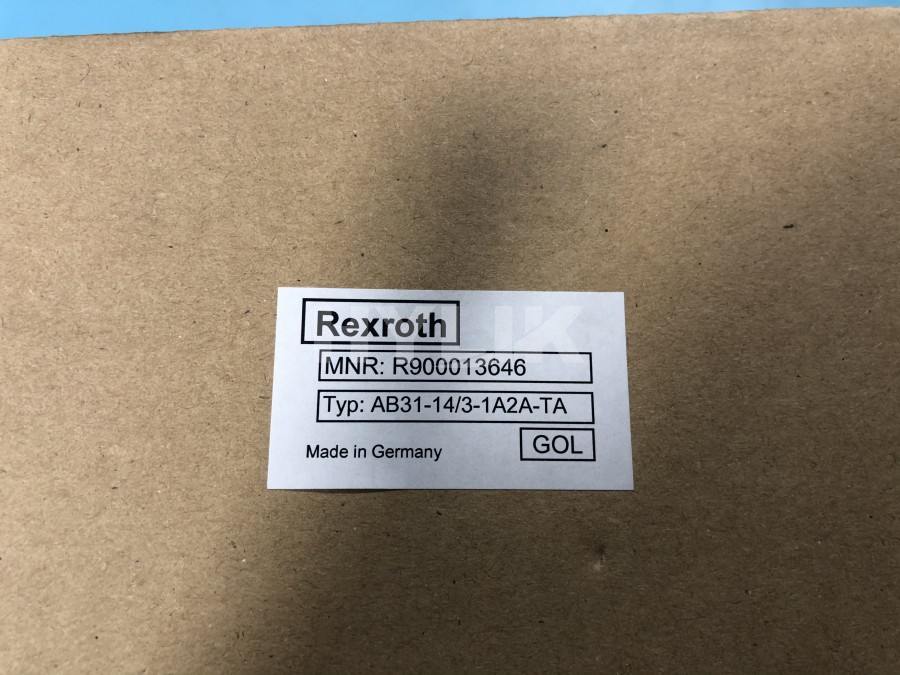 Rexroth
MNR: R900013646
Typ: AB31-14/3-1A2A-TA
Made in Germany
GOL